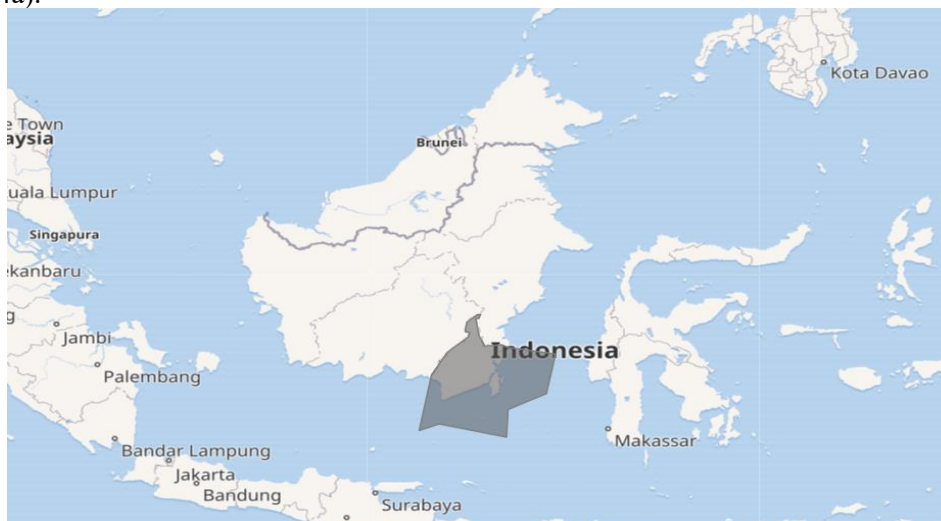 Kota Davao
e Town
aysia
Brunei
uala Lumpur
Singapura
ekanbaru
g
Jambi
Indonesia
Palembang
Makassar
Bandar Lampung
Jakarta
Bandung
Surabaya